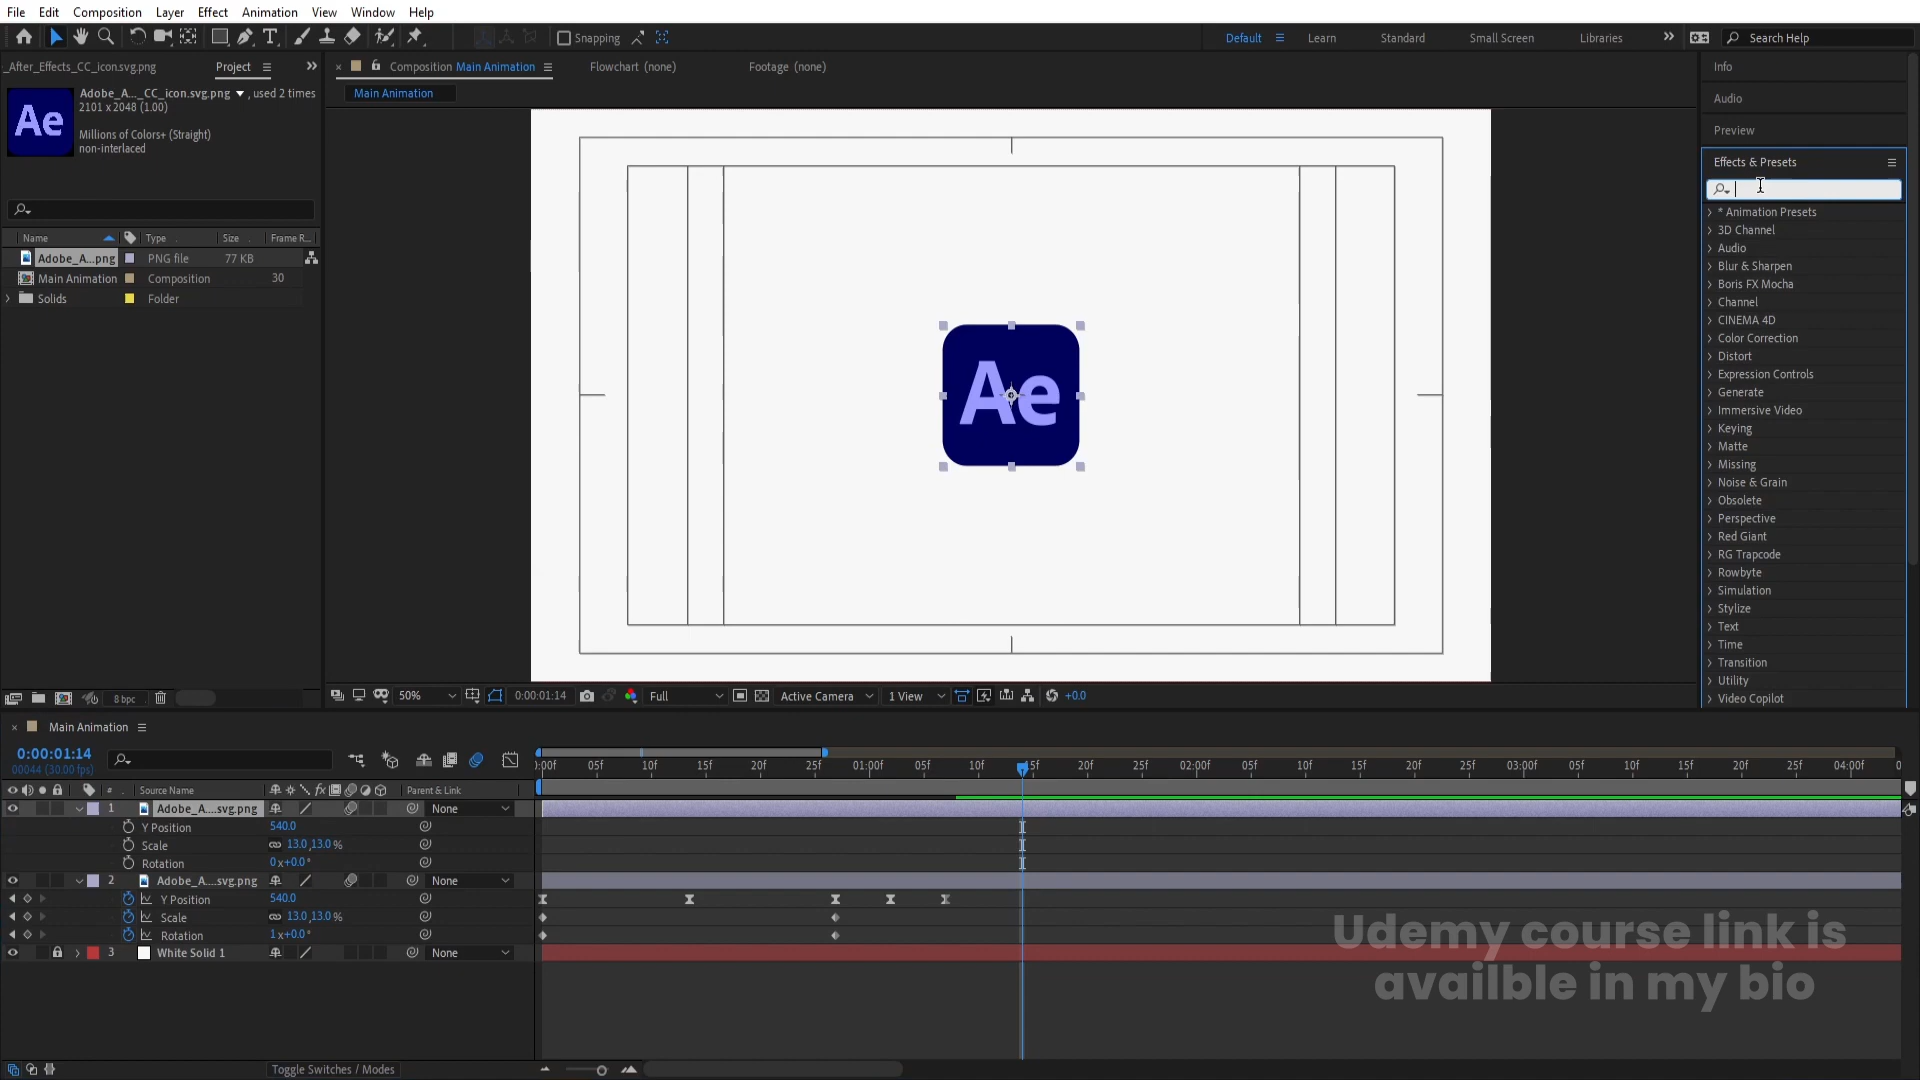 File Edit Composition Layer Effect Animation View Window Help
Snapping
Default Learn Standard Small Screen Libraries Search Help
_After_Effects_CC_icon.svg.png Project
Composition Main Animation Flowchart (none) Footage (none)
Main Animation
Adobe_A..._CC_icon.svg.png , used 2 times
2101 x 2048 (1.00)
Millions of Colors+ (Straight)
non-interlaced
Ae
Name Type Size Frame R...
Adobe_A...png PNG file 77 KB
Main Animation Composition 30
Solids Folder
8 bpc
Ae
50% 0:00:01:14 Full Active Camera 1 View +0.0
Info
Audio
Preview
Effects & Presets
* Animation Presets
3D Channel
Audio
Blur & Sharpen
Boris FX Mocha
Channel
CINEMA 4D
Color Correction
Distort
Expression Controls
Generate
Immersive Video
Keying
Matte
Missing
Noise & Grain
Obsolete
Perspective
Red Giant
RG Trapcode
Rowbyte
Simulation
Stylize
Text
Time
Transition
Utility
Video Copilot
Main Animation
0:00:01:14
00044 (30.00 fps)
):00f 05f 10f 15f 20f 25f 01:00f 05f 10f 15f 20f 25f 02:00f 05f 10f 15f 20f 25f 03:00f 05f 10f 15f 20f 25f 04:00f 0
# Source Name fx Parent & Link
1 Adobe_A....svg.png None
Y Position 540.0
Scale 13.0,13.0%
Rotation 0x+0.0°
2 Adobe_A....svg.png None
Y Position 540.0
Scale 13.0,13.0%
Rotation 1x+0.0°
3 White Solid 1 None
Udemy course link is
availble in my bio
Toggle Switches / Modes